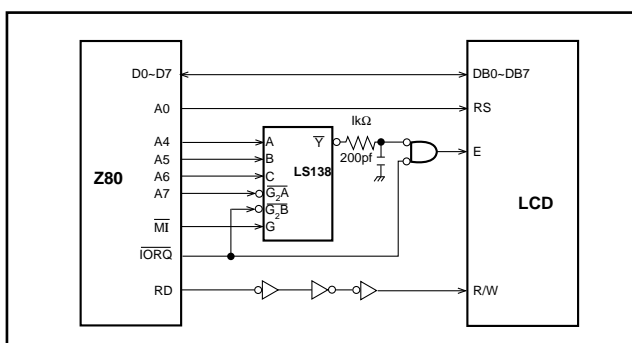 Z80
D0~D7
A0
A4
A5
A6
A7
MI
IORQ
RD
A
B
C
G2A
G2B
G
Y
LS138
IkΩ
200pf
DB0~DB7
RS
E
R/W
LCD